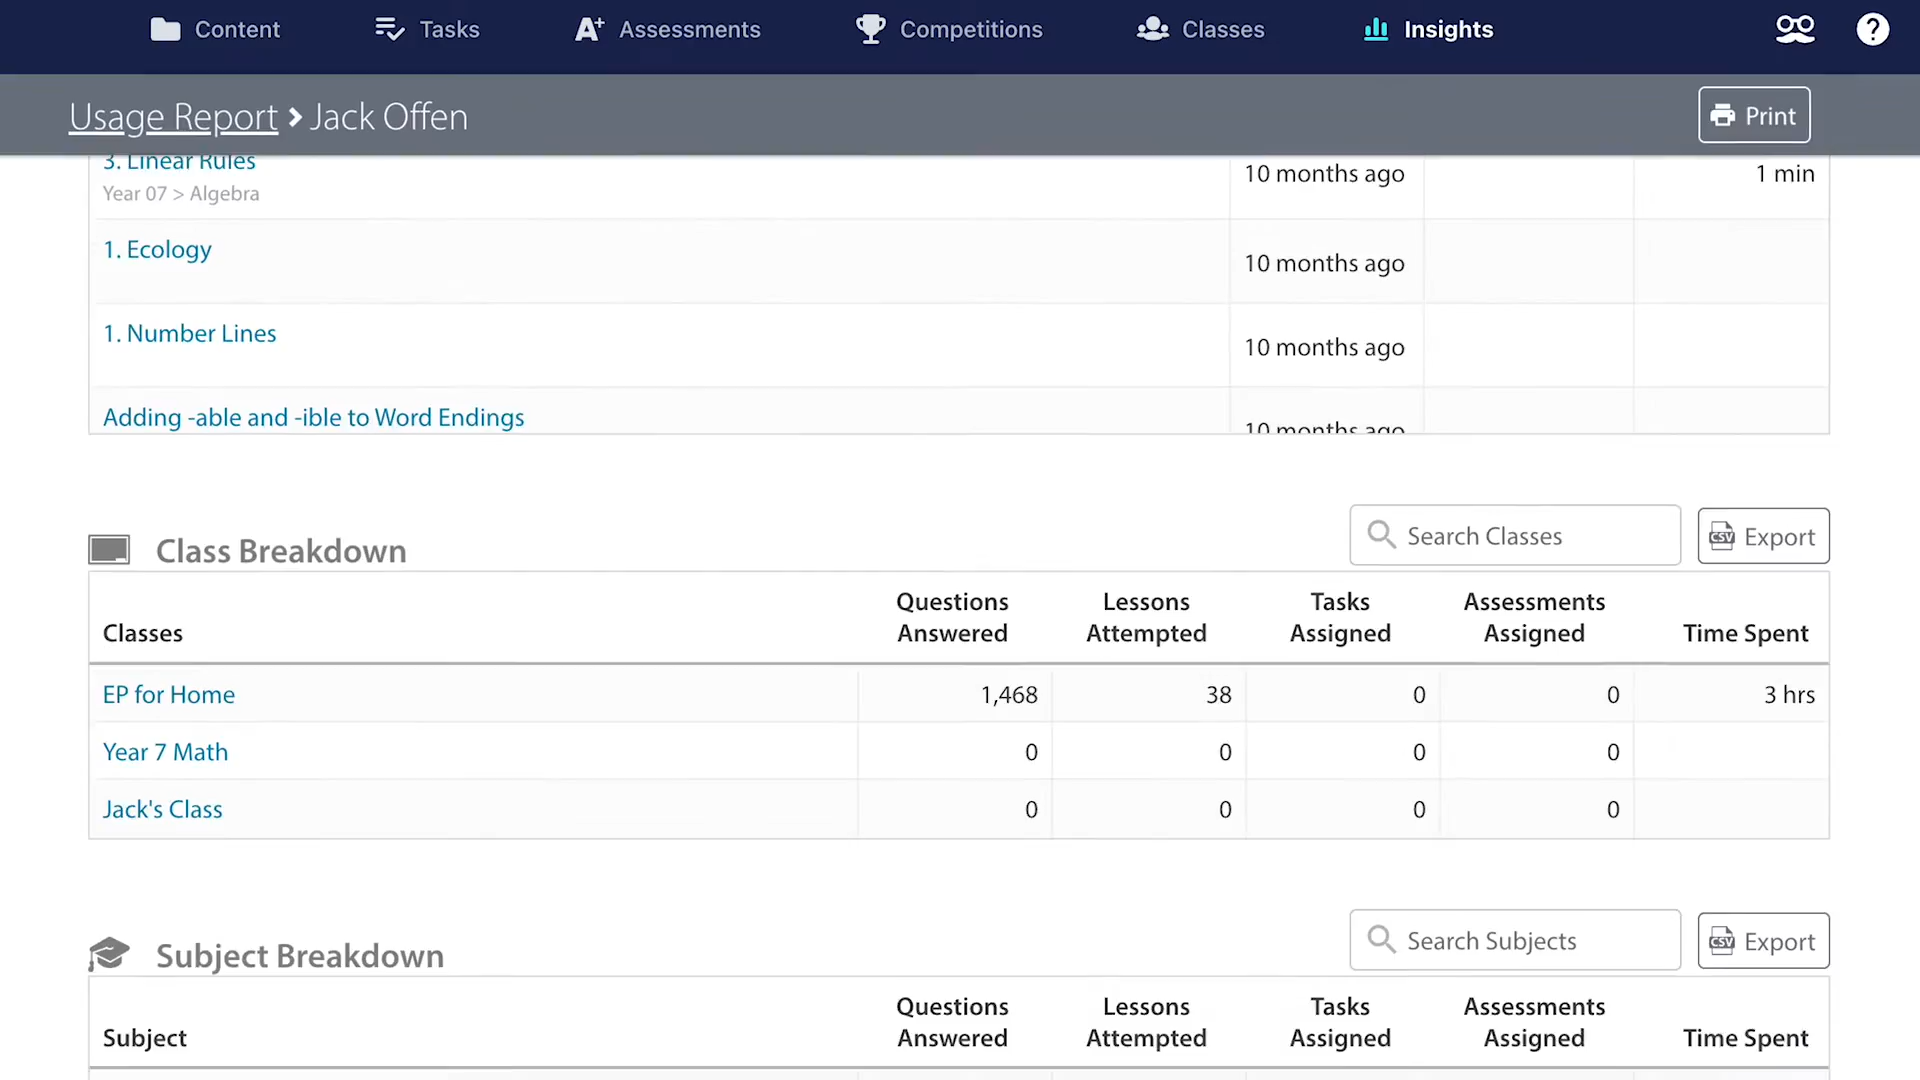 Content
Tasks
Assessments
Competitions
Classes
Insights
Usage Report > Jack Offen
Print
3. Linear Rules
Year 07 > Algebra
10 months ago
1 min
1. Ecology
10 months ago
1. Number Lines
10 months ago
Adding -able and -ible to Word Endings
10 months ago
Class Breakdown
Search Classes
CSV Export
Classes
Questions Answered
Lessons Attempted
Tasks Assigned
Assessments Assigned
Time Spent
EP for Home 1,468 38 0 0 3 hrs
Year 7 Math 0 0 0 0
Jack's Class 0 0 0 0
Subject Breakdown
Search Subjects
CSV Export
Subject
Questions Answered
Lessons Attempted
Tasks Assigned
Assessments Assigned
Time Spent